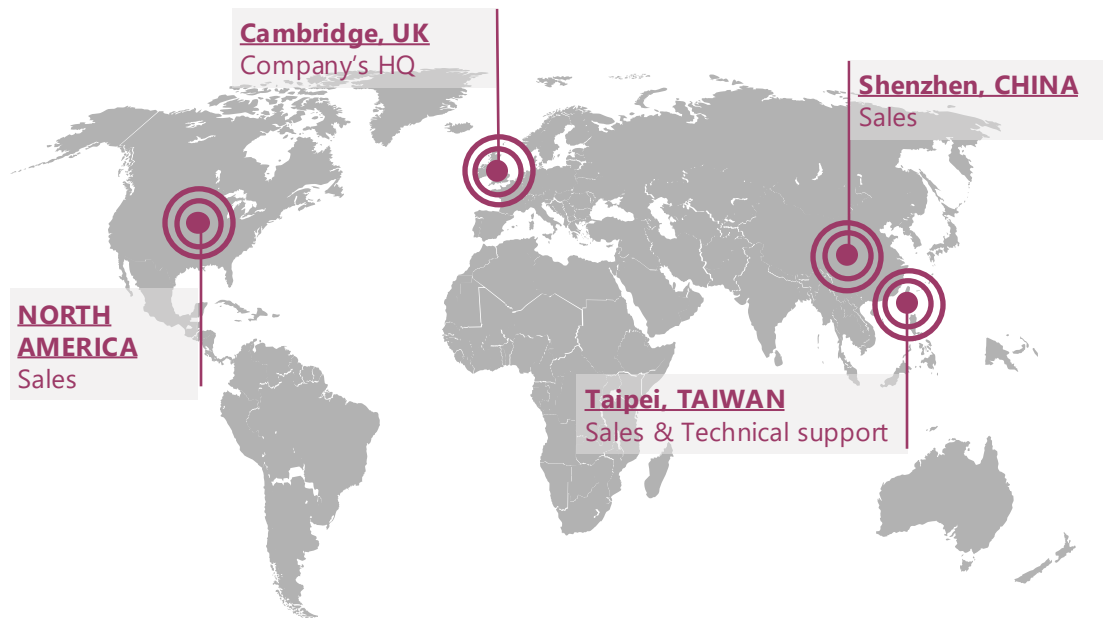 Cambridge, UK
Company's HQ
Shenzhen, CHINA
Sales
NORTH
AMERICA
Sales
Taipei, TAIWAN
Sales & Technical support